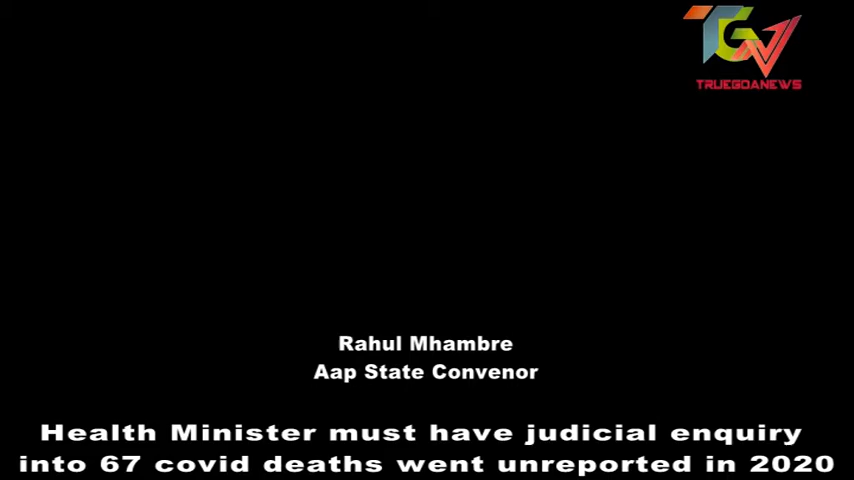 TGN
TRUEGOANEWS
Rahul Mhambre
Aap State Convenor
Health Minister must have judicial enquiry
into 67 covid deaths went unreported in 2020